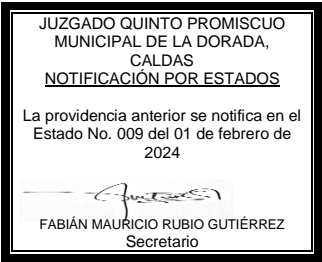 JUZGADO QUINTO PROMISCUO
MUNICIPAL DE LA DORADA,
CALDAS
NOTIFICACIÓN POR ESTADOS
La providencia anterior se notifica en el
Estado No. 009 del 01 de febrero de
2024
FABIÁN MAURICIO RUBIO GUTIÉRREZ
Secretario